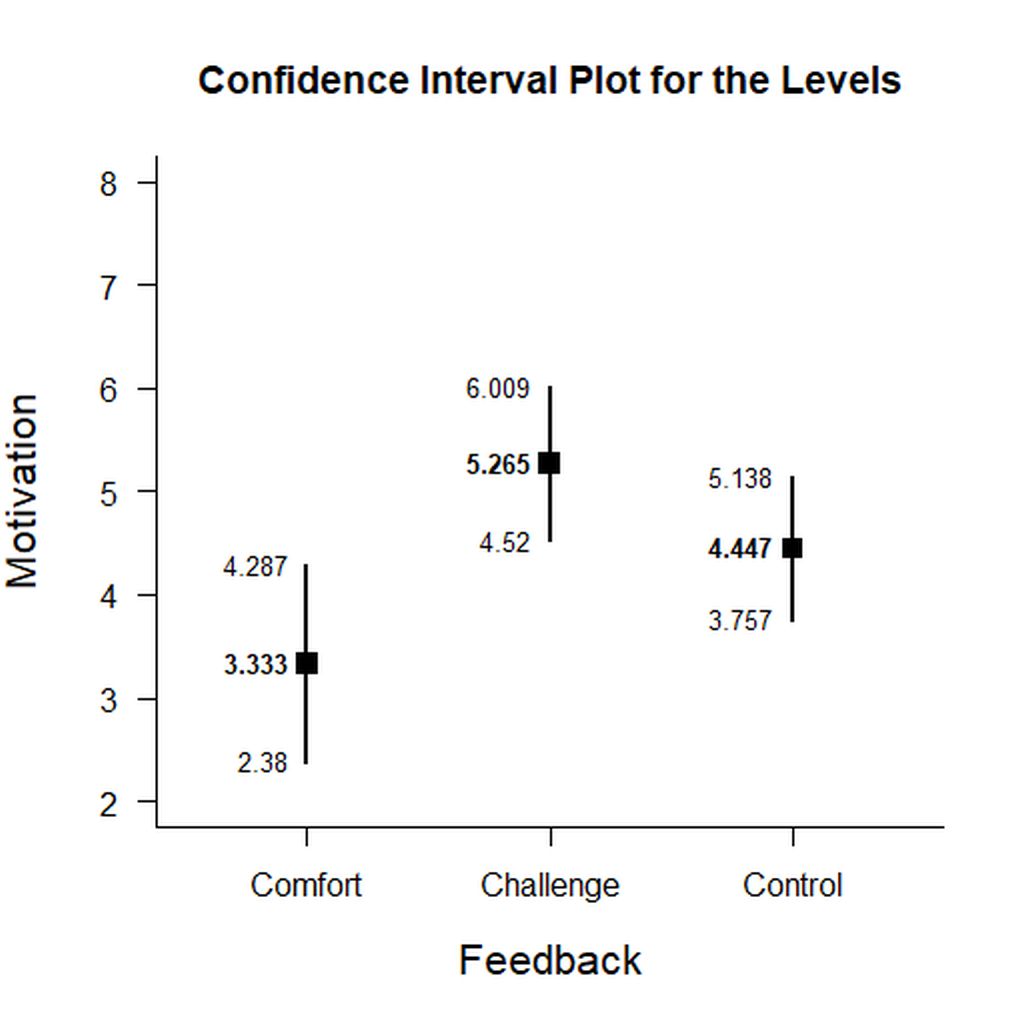 Confidence Interval Plot for the Levels
Motivation
8
7
6
5
4
3
2
4.287
3.333
2.38
6.009
5.265
4.52
5.138
4.447
3.757
Comfort
Challenge
Control
Feedback